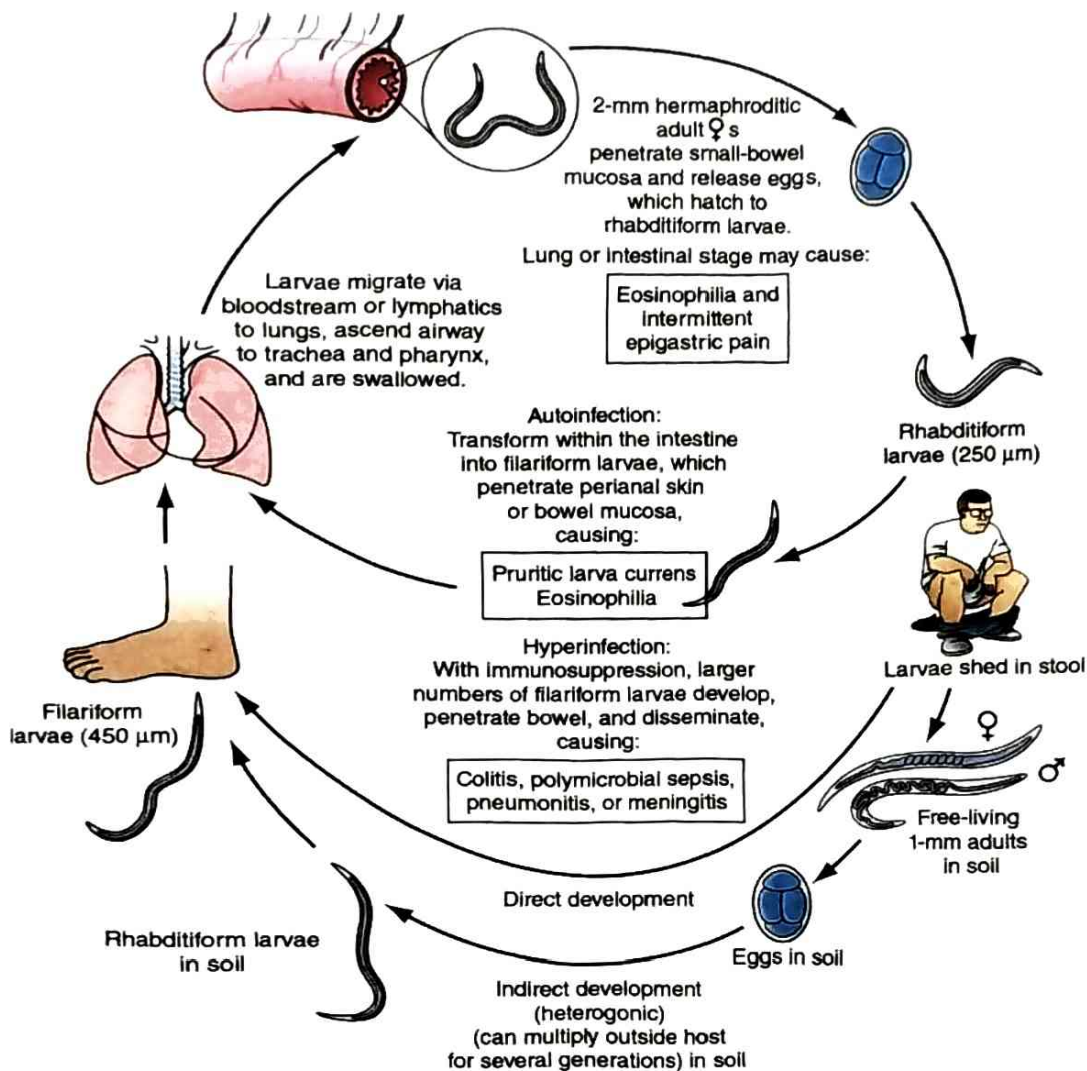 2-mm hermaphroditic
adult ♀s
penetrate small-bowel
mucosa and release eggs,
which hatch to
rhabditiform larvae.
Lung or intestinal stage may cause:
Eosinophilia and
intermittent
epigastric pain
Larvae migrate via
bloodstream or lymphatics
to lungs, ascend airway
to trachea and pharynx,
and are swallowed.
Rhabditiform
larvae (250 μm)
Autoinfection:
Transform within the intestine
into filariform larvae, which
penetrate perianal skin
or bowel mucosa,
causing:
Pruritic larva currens
Eosinophilia
Hyperinfection:
With immunosuppression, larger
numbers of filariform larvae develop,
penetrate bowel, and disseminate,
causing:
Colitis, polymicrobial sepsis,
pneumonitis, or meningitis
Larvae shed in stool
♀
♂
Free-living
1-mm adults
in soil
Filariform
larvae (450 μm)
Direct development
Eggs in soil
Rhabditiform larvae
in soil
Indirect development
(heterogonic)
(can multiply outside host
for several generations) in soil